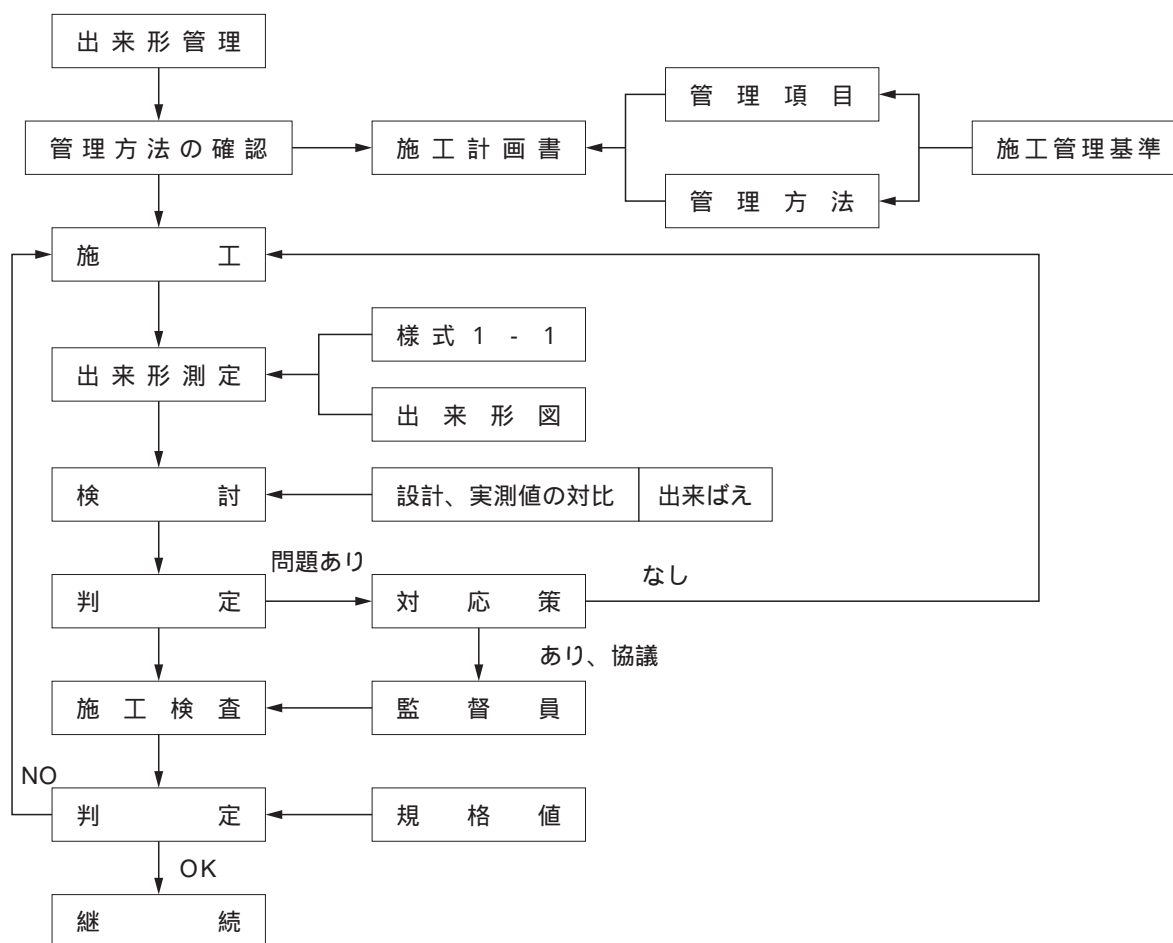 出来形管理
管理項目
管理方法の確認
施工計画書
施工管理基準
管理方法
施工
様式1-1
出来形測定
出来形図
検討
設計、実測値の対比
出来ばえ
問題あり
なし
判定
対応策
あり、協議
施工検査
監督員
NO
判定
規格値
OK
継続